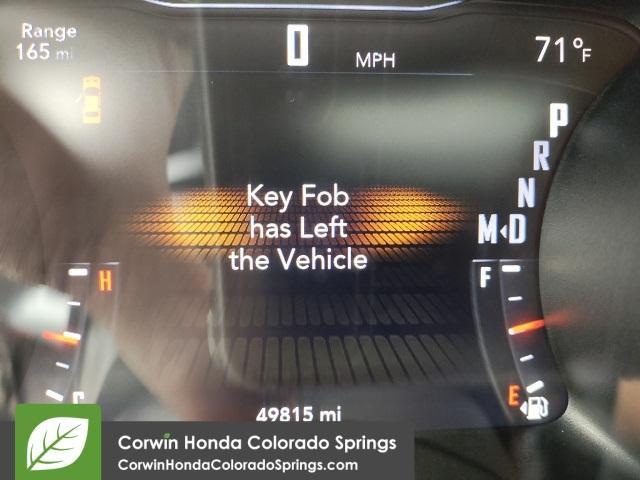 Range
165 mi
0 MPH
71°F
P
R
N
M◂D
Key Fob
has Left
the Vehicle
H
C
F
E
49815 mi
Corwin Honda Colorado Springs
CorwinHondaColoradoSprings.com